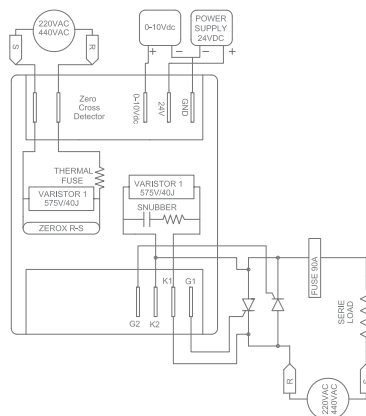 220VAC
440VAC
S
R
0-10Vdc
POWER
SUPPLY
24VDC
+
−
−
+
Zero
Cross
Detector
0-10Vdc
24V
GND
THERMAL
FUSE
VARISTOR 1
575V/40J
ZEROX R-S
VARISTOR 1
575V/40J
SNUBBER
K1
G1
G2
K2
FUSE 90A
SERIE
LOAD
R
S
220VAC
440VAC